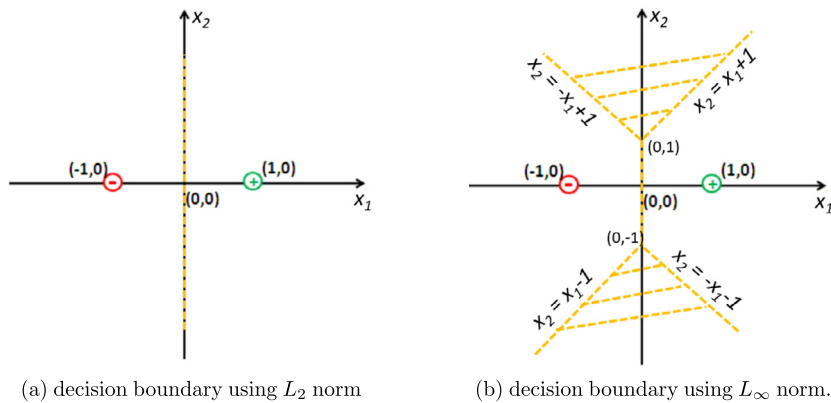 x₂
(-1,0)
-
+
(1,0)
(0,0)
x₁
(a) decision boundary using L₂ norm
x₂
x₂ = -x₁+1
x₂ = x₁+1
(0,1)
(-1,0)
-
+
(1,0)
(0,0)
x₁
(0,-1)
x₂ = x₁-1
x₂ = -x₁-1
(b) decision boundary using L∞ norm.